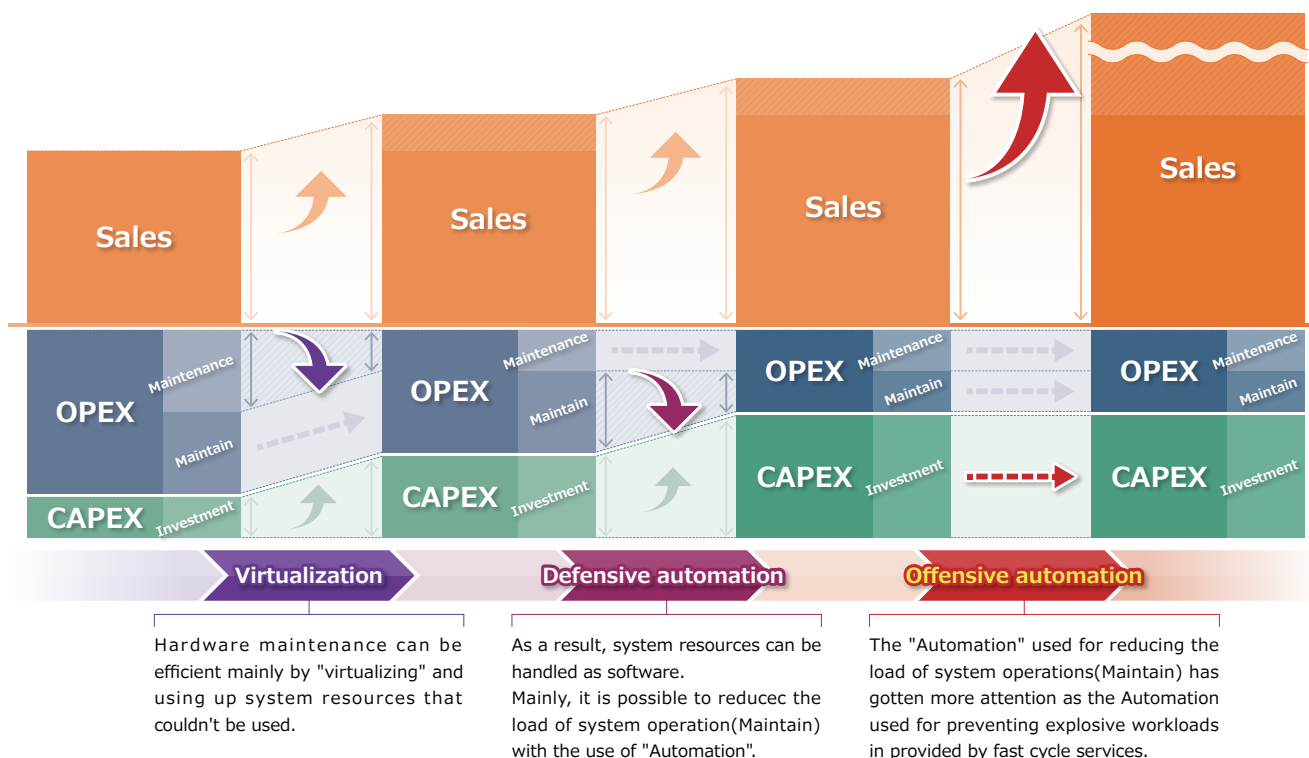 Sales
Sales
Sales
Sales
OPEX
Maintenance
Maintain
CAPEX
Investment
OPEX
Maintenance
Maintain
CAPEX
Investment
OPEX
Maintenance
Maintain
CAPEX
Investment
OPEX
Maintenance
Maintain
CAPEX
Investment
Virtualization
Hardware maintenance can be
efficient mainly by "virtualizing" and
using up system resources that
couldn't be used.
Defensive automation
As a result, system resources can be
handled as software.
Mainly, it is possible to reducec the
load of system operation(Maintain)
with the use of "Automation".
Offensive automation
The "Automation" used for reducing the
load of system operations(Maintain) has
gotten more attention as the Automation
used for preventing explosive workloads
in provided by fast cycle services.